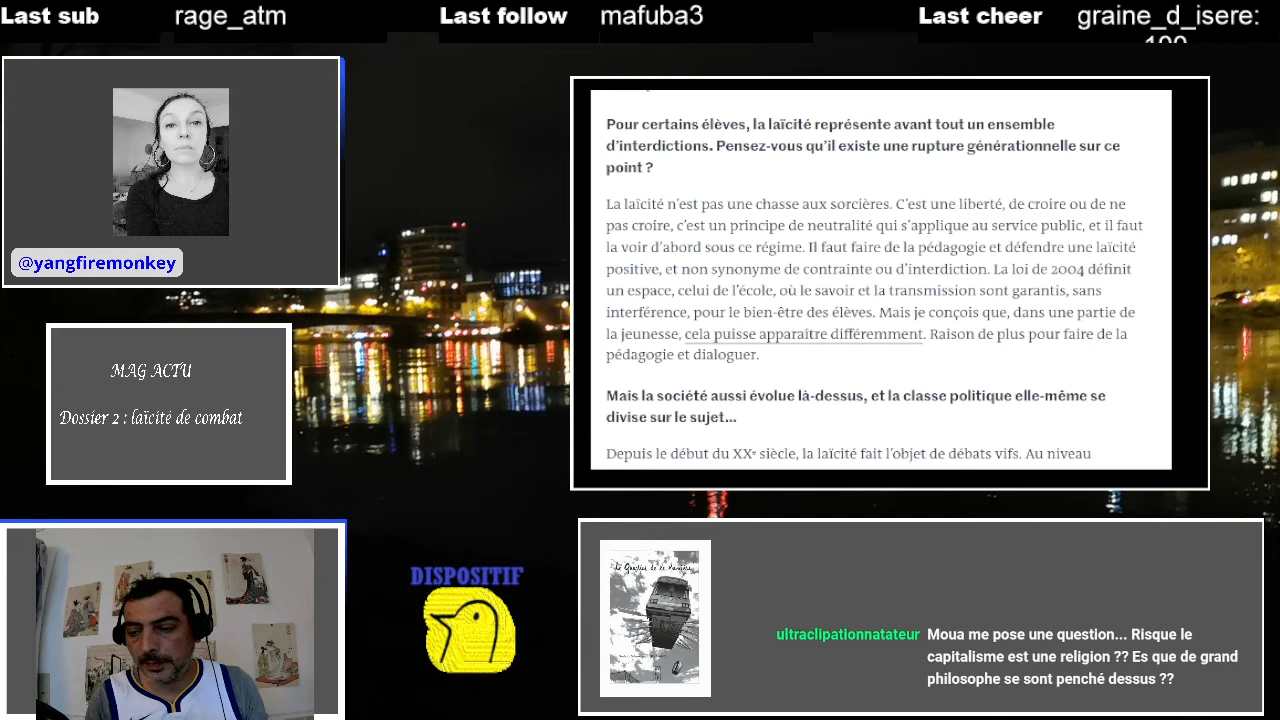 Last sub
rage_atm
Last follow
mafuba3
Last cheer
graine_d_isere:
100
@yangfiremonkey
Pour certains élèves, la laïcité représente avant tout un ensemble
d’interdictions. Pensez-vous qu’il existe une rupture générationnelle sur ce
point ?
La laïcité n’est pas une chasse aux sorcières. C’est une liberté, de croire ou de ne
pas croire, c’est un principe de neutralité qui s’applique au service public, et il faut
la voir d’abord sous ce régime. Il faut faire de la pédagogie et défendre une laïcité
positive, et non synonyme de contrainte ou d’interdiction. La loi de 2004 définit
un espace, celui de l’école, où le savoir et la transmission sont garantis, sans
interférence, pour le bien-être des élèves. Mais je conçois que, dans une partie de
la jeunesse, cela puisse apparaître différemment. Raison de plus pour faire de la
pédagogie et dialoguer.
Mais la société aussi évolue là-dessus, et la classe politique elle-même se
divise sur le sujet…
Depuis le début du XXᵉ siècle, la laïcité fait l’objet de débats vifs. Au niveau
MAG ACTU
Dossier 2 : laïcité de combat
DISPOSITIF
ultraclipationnatateur Moua me pose une question... Risque le
capitalisme est une religion ?? Es que de grand
philosophe se sont penché dessus ??